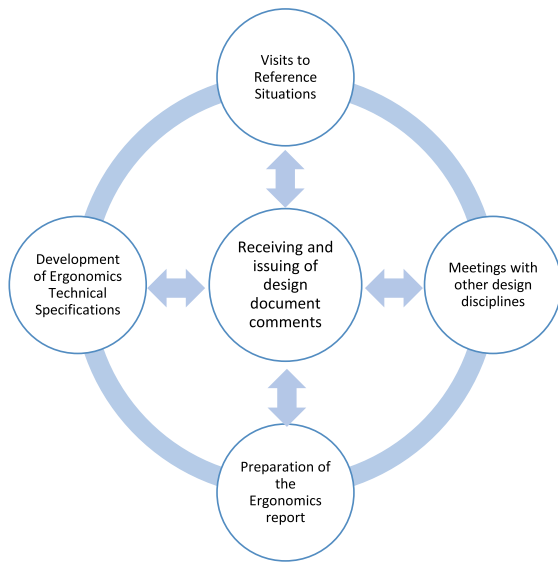 Visits to
Reference
Situations
Development
of Ergonomics
Technical
Specifications
Receiving and
issuing of
design
document
comments
Meetings with
other design
disciplines
Preparation of
the
Ergonomics
report